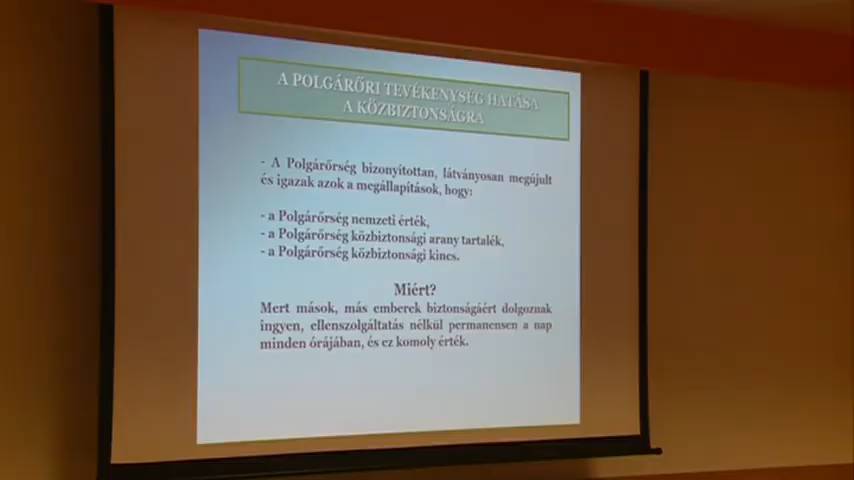 A POLGÁRŐRI TEVÉKENYSÉG HATÁSA
A KÖZBIZTONSÁGRA
- A Polgárőrség bizonyítottan, látványosan megújult
és igazak azok a megállapítások, hogy:
- a Polgárőrség nemzeti érték,
- a Polgárőrség közbiztonsági arany tartalék,
- a Polgárőrség közbiztonsági kincs.
Miért?
Mert mások, más emberek biztonságáért dolgoznak
ingyen, ellenszolgáltatás nélkül permanensen a nap
minden órájában, és ez komoly érték.